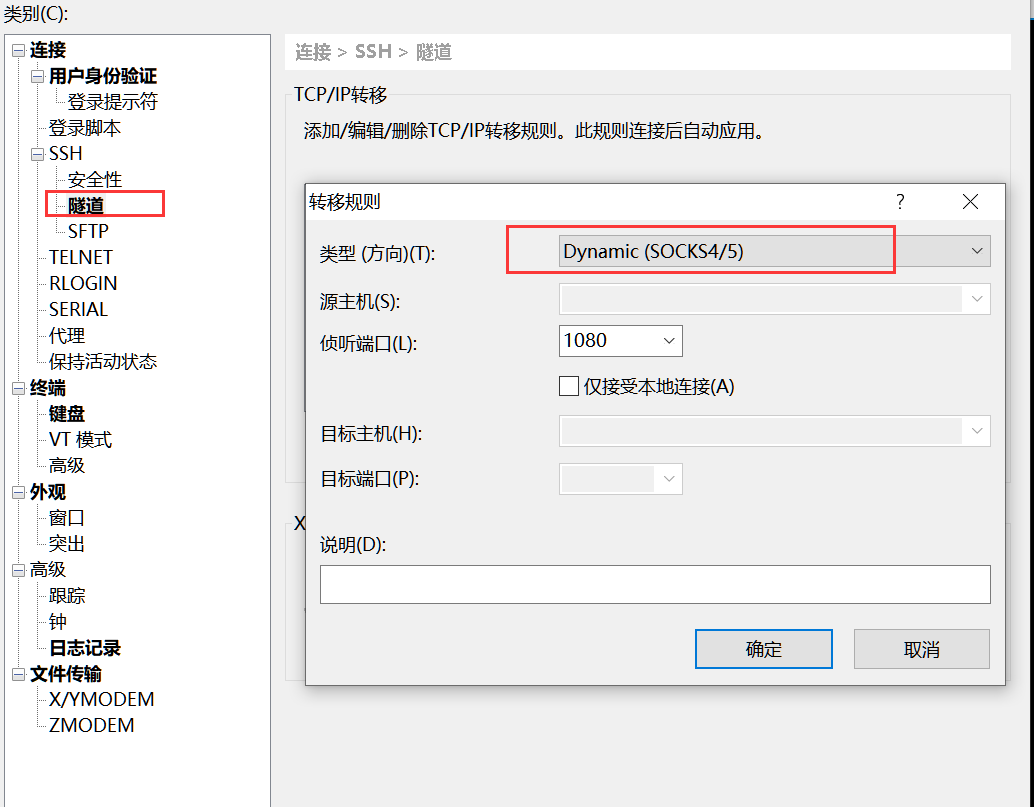 类别(C):
连接
用户身份验证
登录提示符
登录脚本
SSH
安全性
隧道
SFTP
TELNET
RLOGIN
SERIAL
代理
保持活动状态
终端
键盘
VT 模式
高级
外观
窗口
突出
高级
跟踪
钟
日志记录
文件传输
X/YMODEM
ZMODEM
连接 > SSH > 隧道
TCP/IP转移
添加/编辑/删除TCP/IP转移规则。此规则连接后自动应用。
X
转移规则
?
类型 (方向)(T):
Dynamic (SOCKS4/5)
源主机(S):
侦听端口(L):
1080
仅接受本地连接(A)
目标主机(H):
目标端口(P):
说明(D):
确定
取消